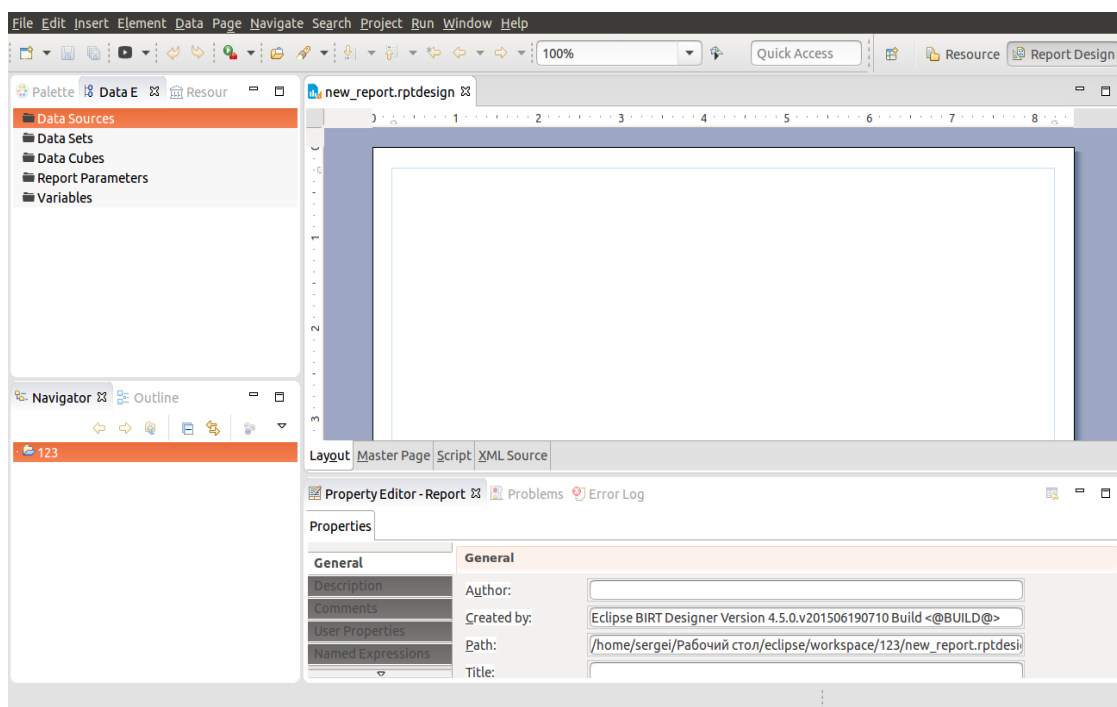 File Edit Insert Element Data Page Navigate Search Project Run Window Help
100% Quick Access Resource Report Design
Palette Data E Resour
new_report.rptdesign
Data Sources
Data Sets
Data Cubes
Report Parameters
Variables
0 1 2 3 4 5 6 7 8
0
1
2
3
Navigator Outline
123
Layout Master Page Script XML Source
Property Editor - Report Problems Error Log
Properties
General
Description
Comments
User Properties
Named Expressions
General
Author:
Created by: Eclipse BIRT Designer Version 4.5.0.v201506190710 Build <@BUILD@>
Path: /home/sergei/Рабочий стол/eclipse/workspace/123/new_report.rptdesi
Title: